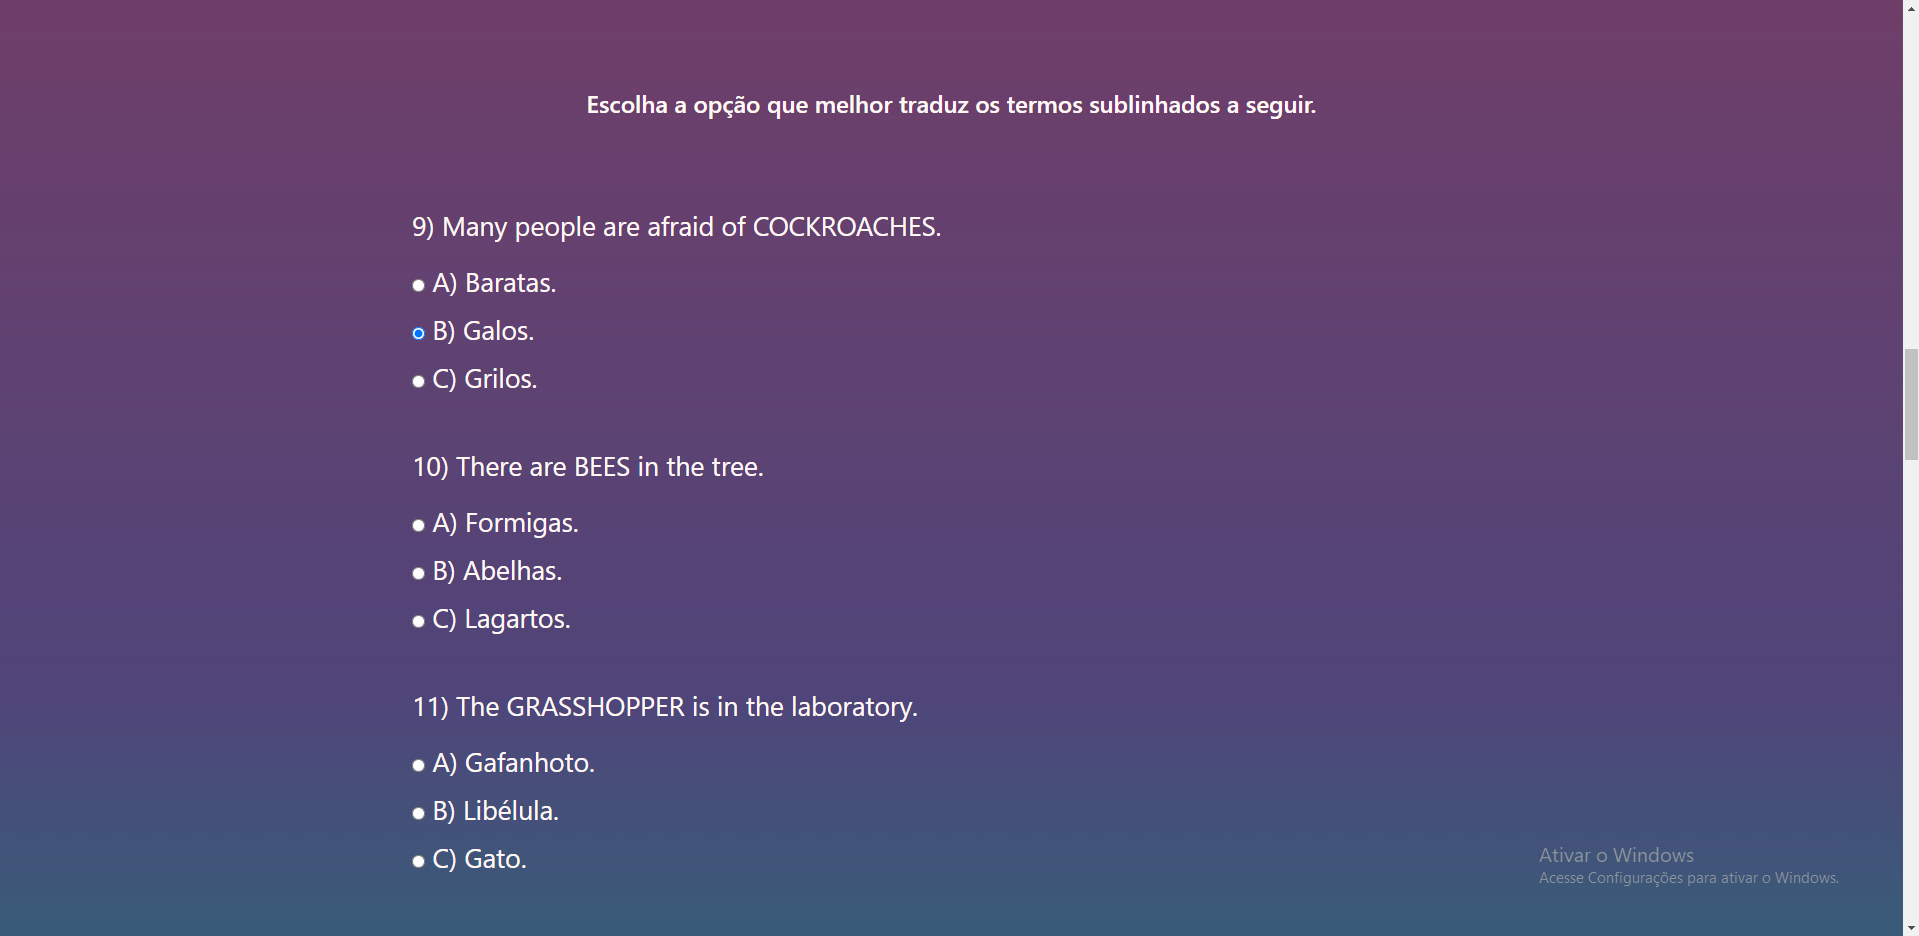 Escolha a opção que melhor traduz os termos sublinhados a seguir.
9) Many people are afraid of COCKROACHES.
A) Baratas.
B) Galos.
C) Grilos.
10) There are BEES in the tree.
A) Formigas.
B) Abelhas.
C) Lagartos.
11) The GRASSHOPPER is in the laboratory.
A) Gafanhoto.
B) Libélula.
C) Gato.
Ativar o Windows
Acesse Configurações para ativar o Windows.